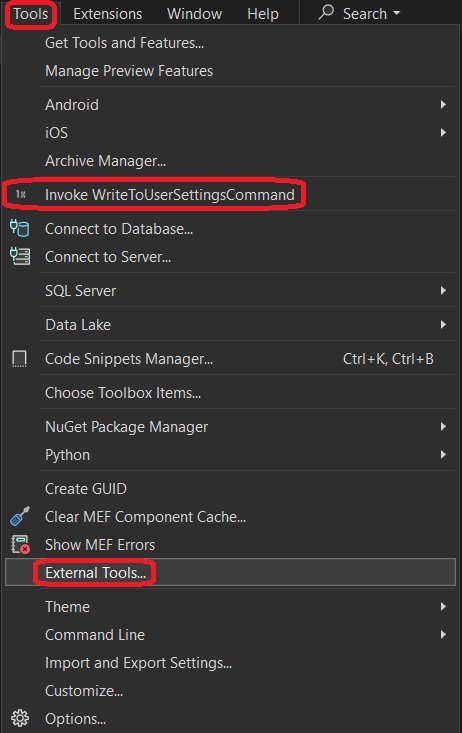 Tools Extensions Window Help Search
Get Tools and Features...
Manage Preview Features
Android
iOS
Archive Manager...
Invoke WriteToUserSettingsCommand
Connect to Database...
Connect to Server...
SQL Server
Data Lake
Code Snippets Manager... Ctrl+K, Ctrl+B
Choose Toolbox Items...
NuGet Package Manager
Python
Create GUID
Clear MEF Component Cache...
Show MEF Errors
External Tools...
Theme
Command Line
Import and Export Settings...
Customize...
Options...